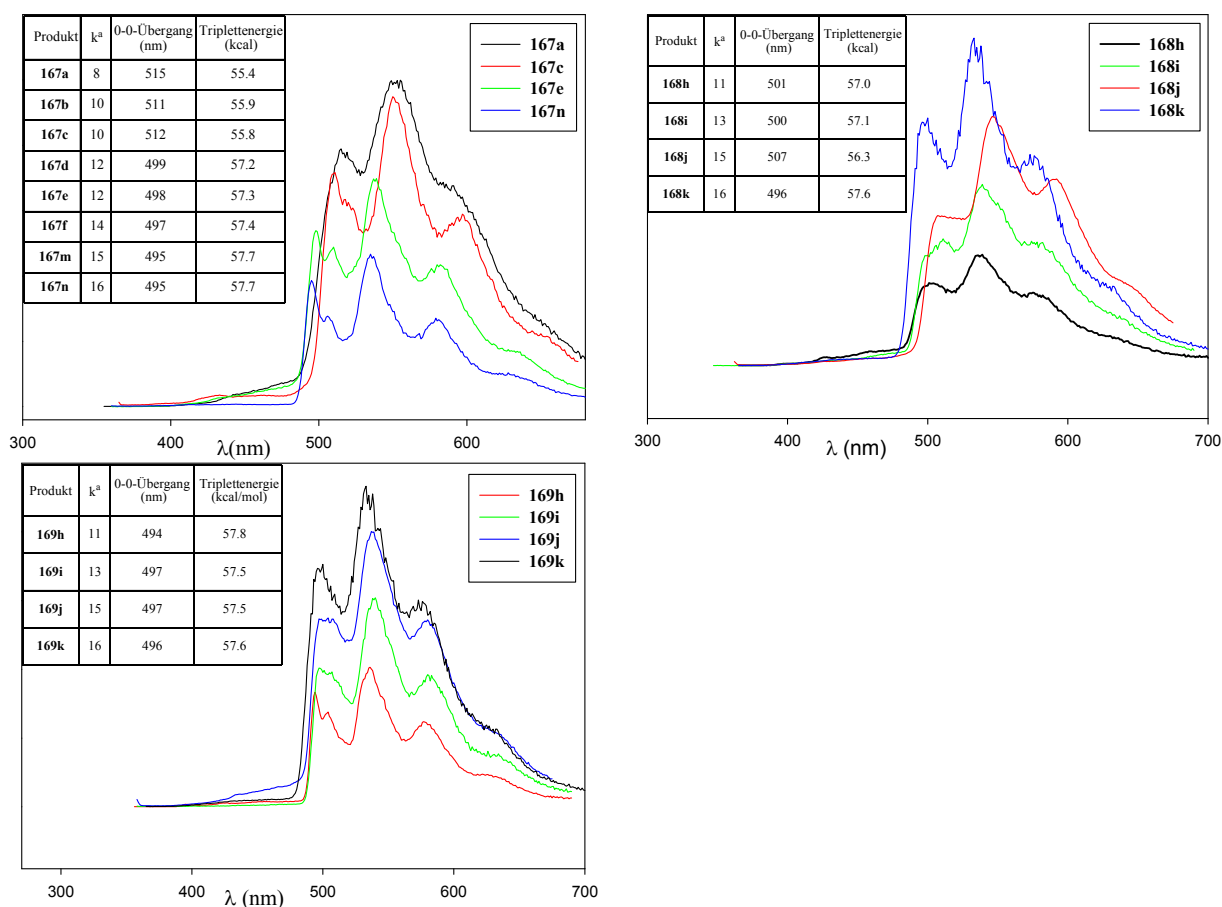 Produkt kᵃ 0-0-Übergang (nm) Triplettenergie (kcal)
167a 8 515 55.4
167b 10 511 55.9
167c 10 512 55.8
167d 12 499 57.2
167e 12 498 57.3
167f 14 497 57.4
167m 15 495 57.7
167n 16 495 57.7
167a
167c
167e
167n
300 400 500 600
λ(nm)
Produkt kᵃ 0-0-Übergang (nm) Triplettenergie (kcal)
168h 11 501 57.0
168i 13 500 57.1
168j 15 507 56.3
168k 16 496 57.6
168h
168i
168j
168k
300 400 500 600 700
λ (nm)
Produkt kᵃ 0-0-Übergang (nm) Triplettenergie (kcal/mol)
169h 11 494 57.8
169i 13 497 57.5
169j 15 497 57.5
169k 16 496 57.6
169h
169i
169j
169k
300 500 600 700
λ (nm)